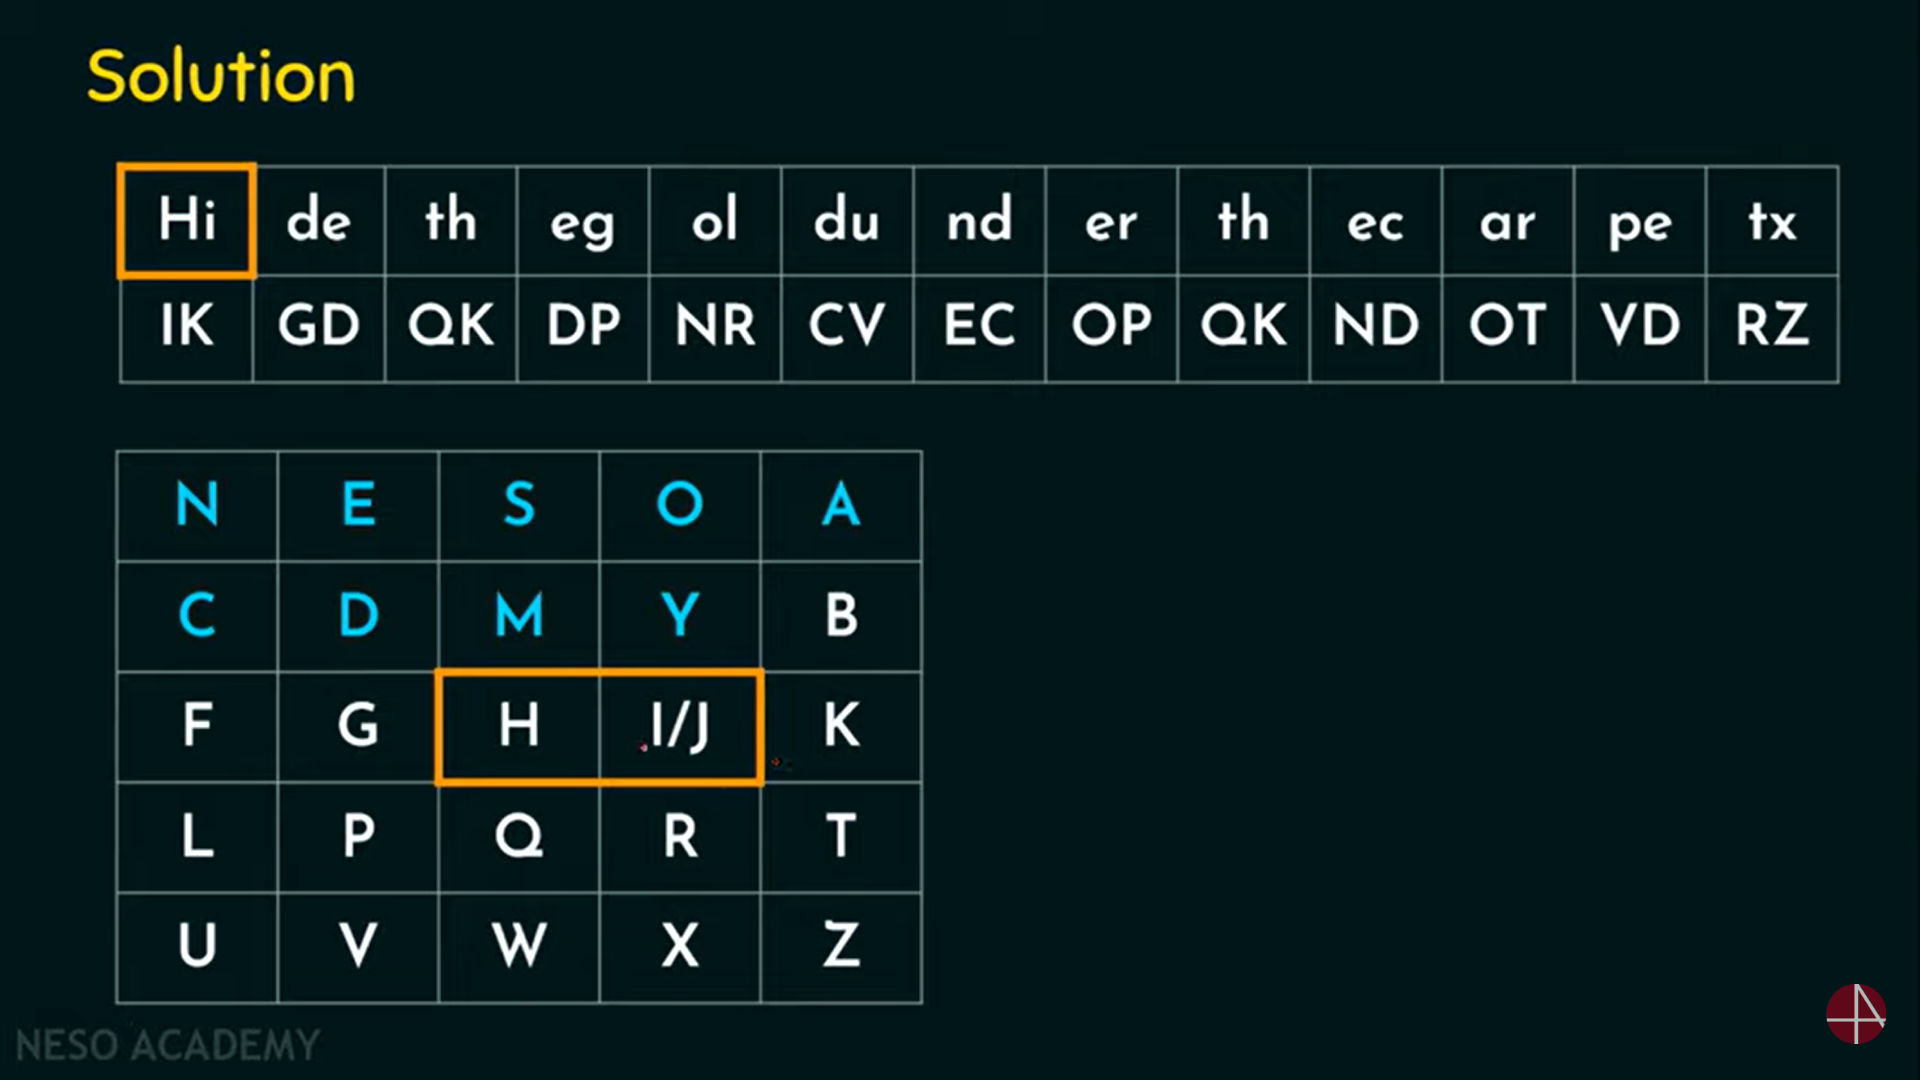 Solution
Hi de th eg ol du nd er th ec ar pe tx
IK GD QK DP NR CV EC OP QK ND OT VD RZ
N E S O A
C D M Y B
F G H I/J K
L P Q R T
U V W X Z
NESO ACADEMY